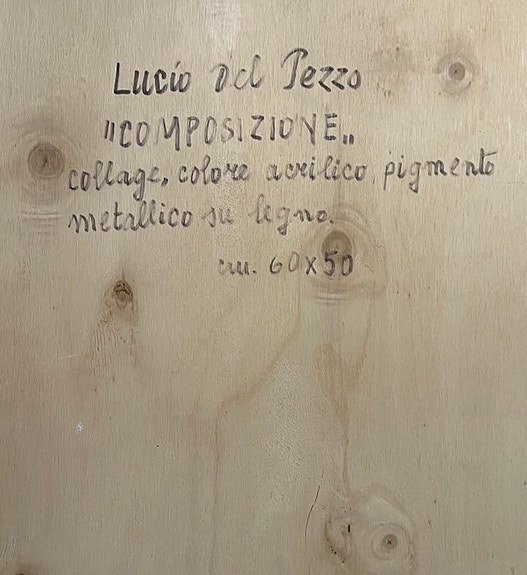 Lucio Del Pezzo
"COMPOSIZIONE"
collage, colore acrilico pigmento
metallico su legno.
cm. 60x50